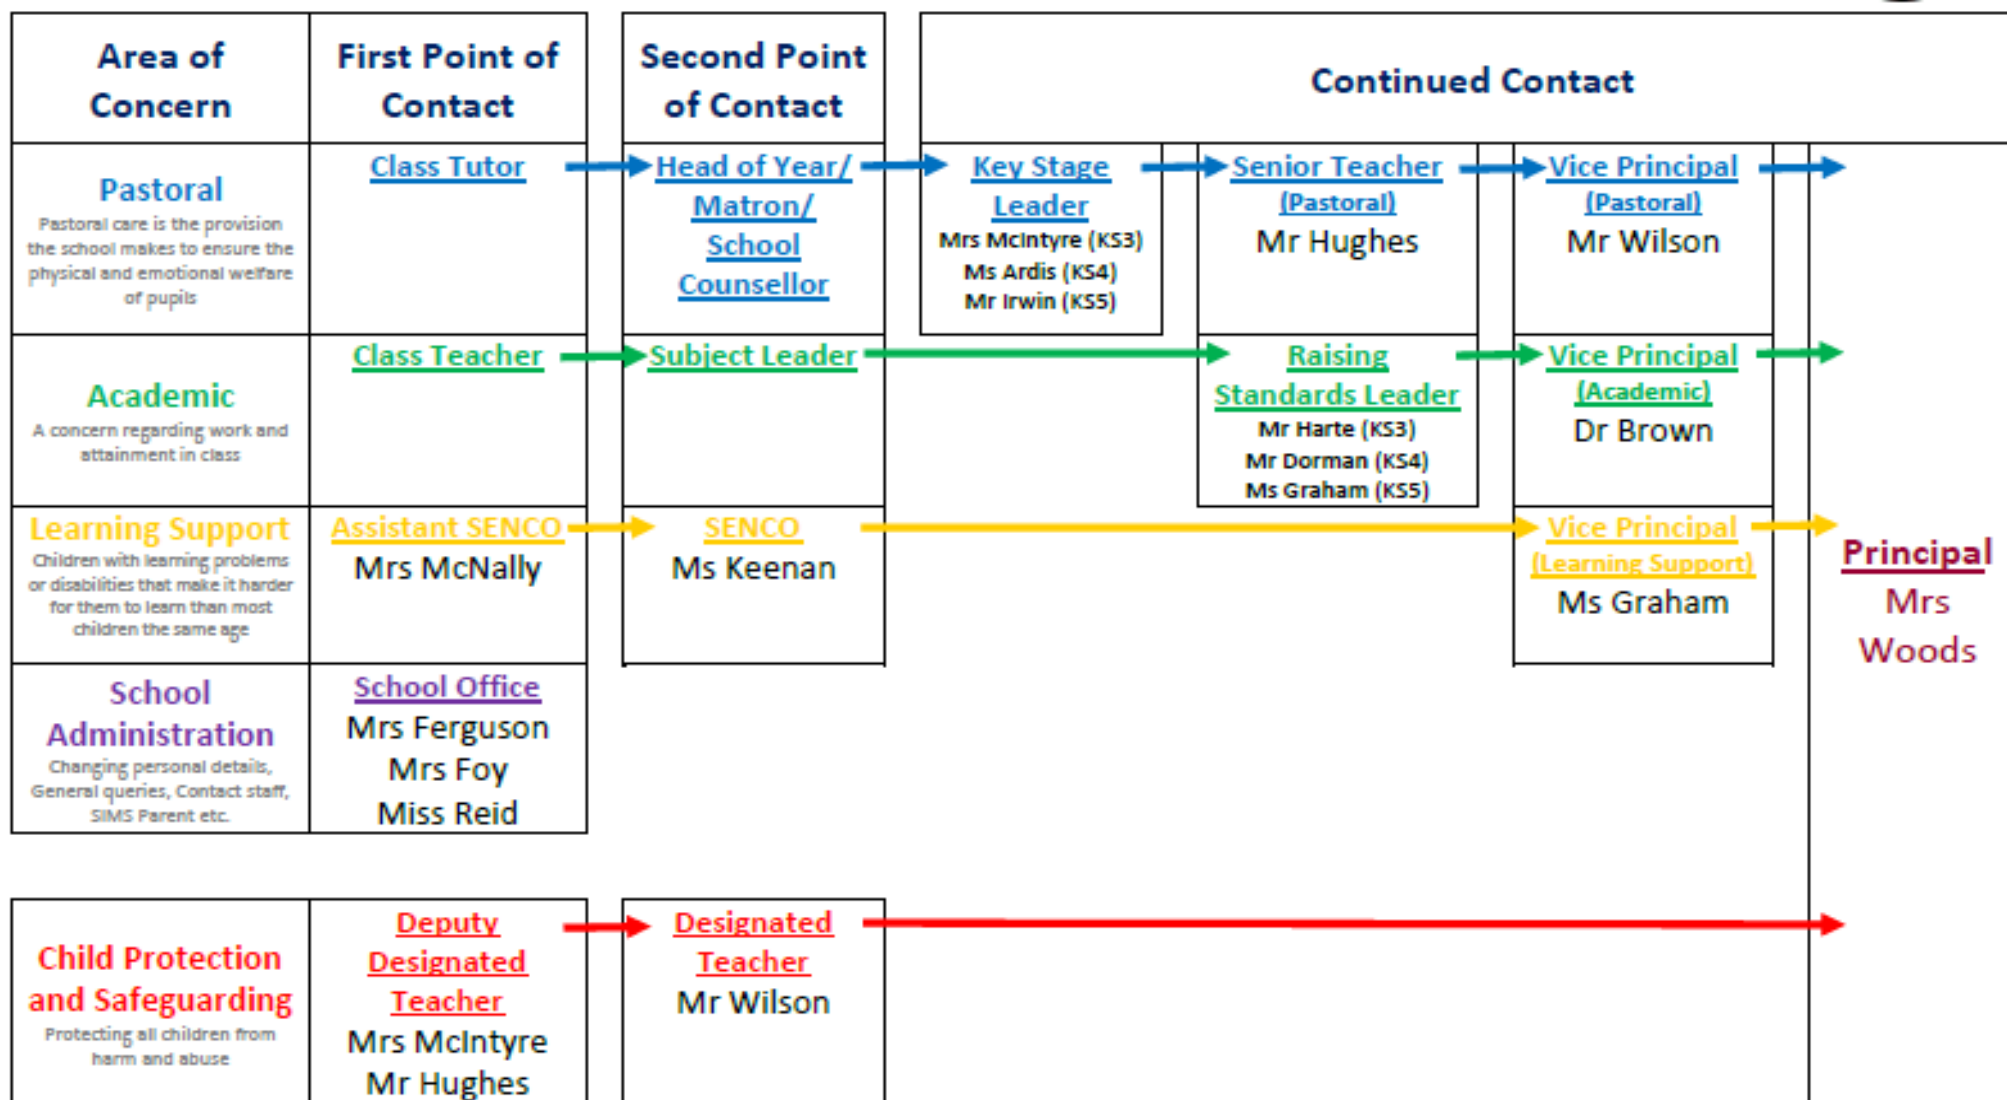 Area of
Concern
First Point of
Contact
Second Point
of Contact
Continued Contact
Pastoral
Pastoral care is the provision
the school makes to ensure the
physical and emotional welfare
of pupils
Class Tutor
Head of Year/
Matron/
School
Counsellor
Key Stage
Leader
Mrs McIntyre (KS3)
Ms Ardis (KS4)
Mr Irwin (KS5)
Senior Teacher
(Pastoral)
Mr Hughes
Vice Principal
(Pastoral)
Mr Wilson
Academic
A concern regarding work and
attainment in class
Class Teacher
Subject Leader
Raising
Standards Leader
Mr Harte (KS3)
Mr Dorman (KS4)
Ms Graham (KS5)
Vice Principal
(Academic)
Dr Brown
Learning Support
Children with learning problems
or disabilities that make it harder
for them to learn than most
children the same age
Assistant SENCO
Mrs McNally
SENCO
Ms Keenan
Vice Principal
(Learning Support)
Ms Graham
Principal
Mrs
Woods
School
Administration
Changing personal details,
General queries, Contact staff,
SIMS Parent etc.
School Office
Mrs Ferguson
Mrs Foy
Miss Reid
Child Protection
and Safeguarding
Protecting all children from
harm and abuse
Deputy
Designated
Teacher
Mrs McIntyre
Mr Hughes
Designated
Teacher
Mr Wilson